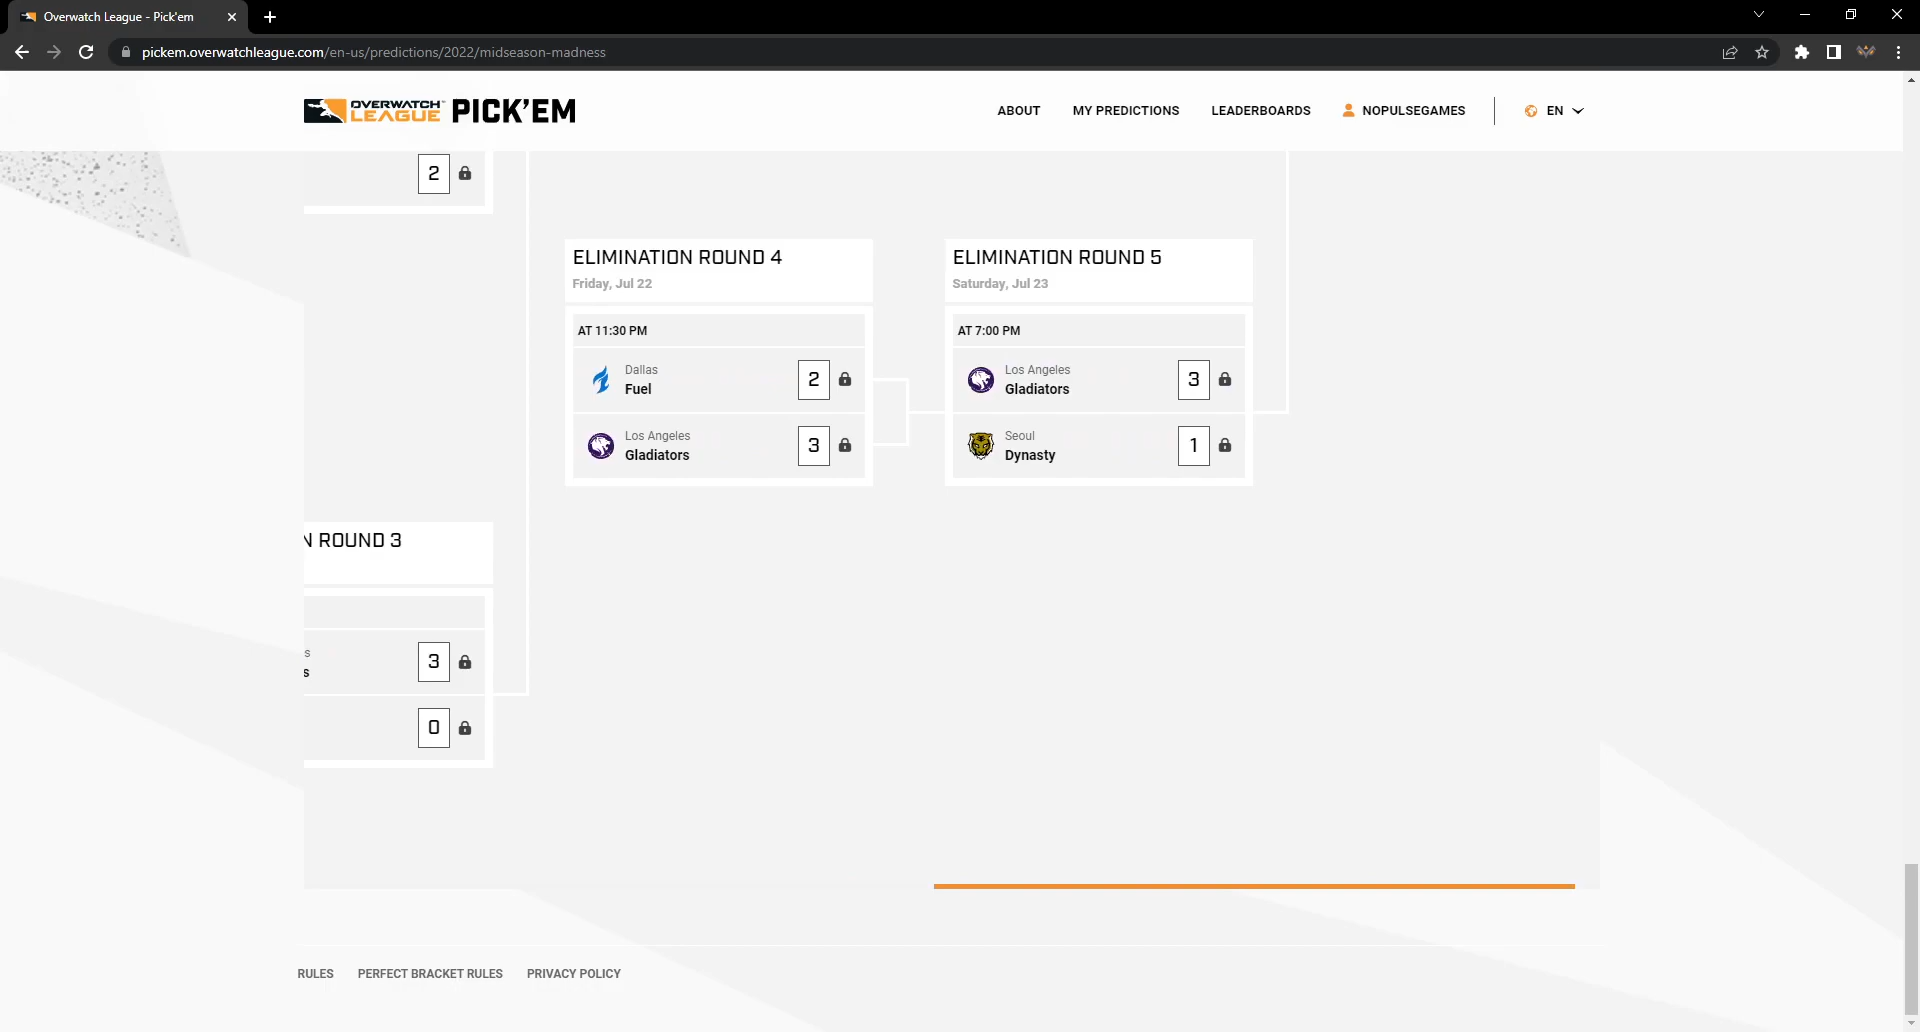 Overwatch League - Pick'em
pickem.overwatchleague.com/en-us/predictions/2022/midseason-madness
OVERWATCH LEAGUE PICK'EM
ABOUT MY PREDICTIONS LEADERBOARDS NOPULSEGAMES EN
2
ELIMINATION ROUND 4
Friday, Jul 22
AT 11:30 PM
Dallas
Fuel 2
Los Angeles
Gladiators 3
ELIMINATION ROUND 5
Saturday, Jul 23
AT 7:00 PM
Los Angeles
Gladiators 3
Seoul
Dynasty 1
N ROUND 3
s
s 3
0
RULES PERFECT BRACKET RULES PRIVACY POLICY